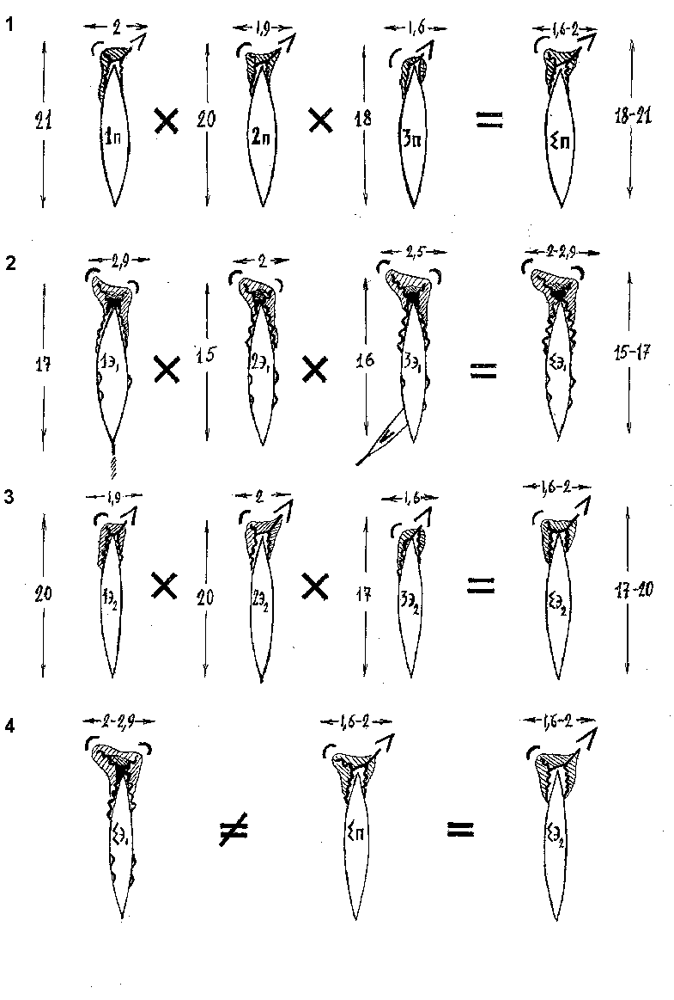 1
2 1,9 1,6 1,6-2
21 1п × 20 2п × 18 3п = Σп 18-21
2
2,9 2 2,5 2-2,9
17 1э₁ × 15 2э₁ × 16 3э₁ = Σэ₁ 15-17
3
1,9 2 1,6 1,6-2
20 1э₂ × 20 2э₂ × 17 3э₂ = Σэ₂ 17-20
4
2-2,9 1,6-2 1,6-2
Σэ₁ ≠ Σп = Σэ₂